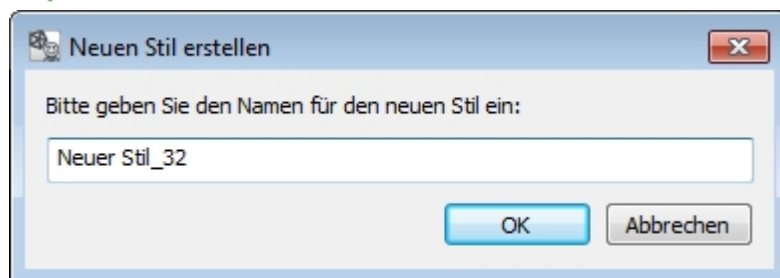 Neuen Stil erstellen
Bitte geben Sie den Namen für den neuen Stil ein:
Neuer Stil_32
OK Abbrechen